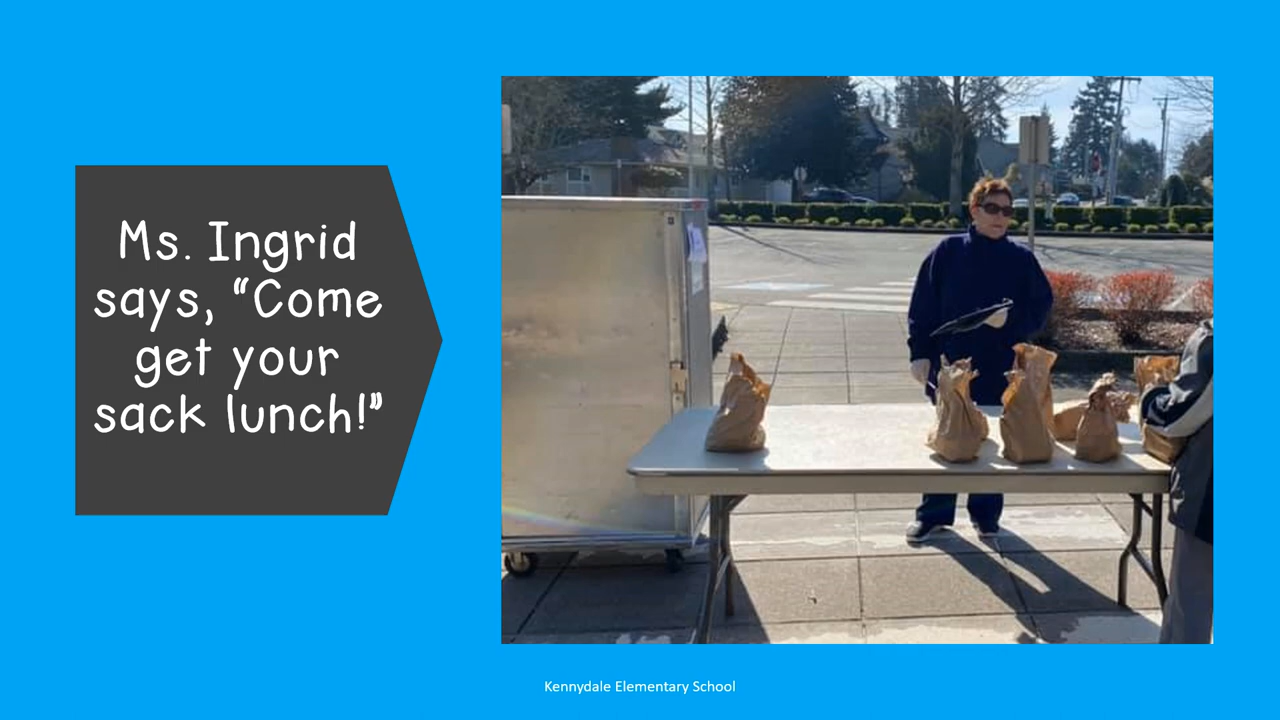 Ms. Ingrid
says, “Come
get your
sack lunch!”
Kennydale Elementary School